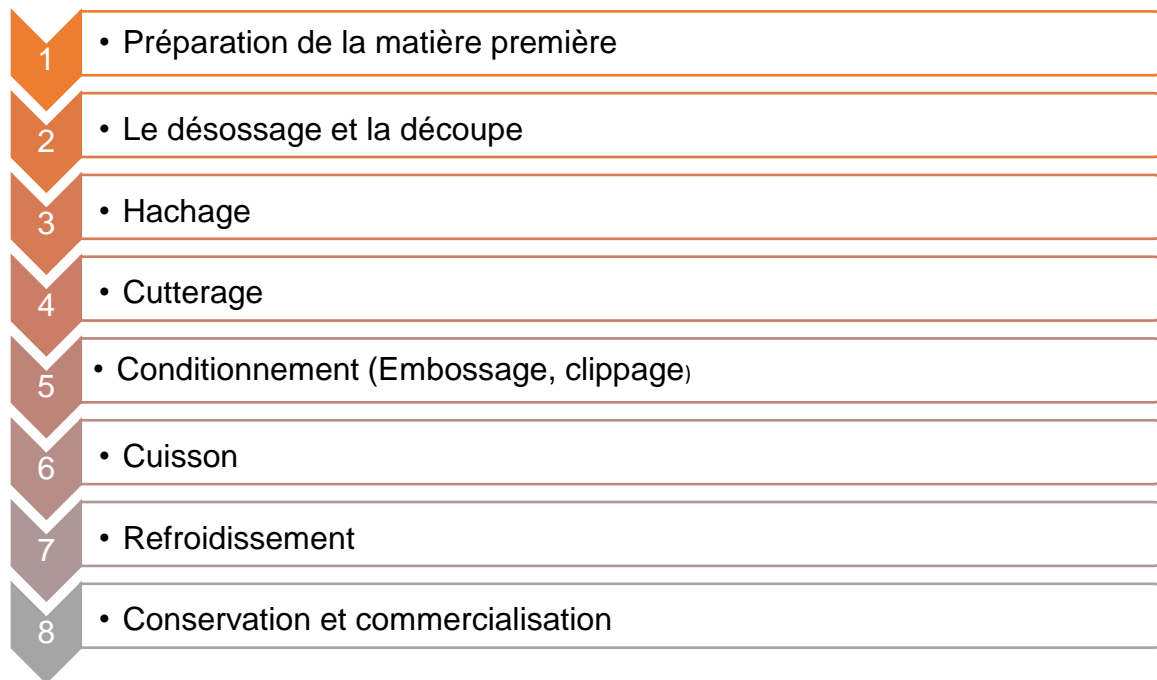 1 • Préparation de la matière première
2 • Le désossage et la découpe
3 • Hachage
4 • Cutterage
5 • Conditionnement (Embossage, clippage)
6 • Cuisson
7 • Refroidissement
8 • Conservation et commercialisation